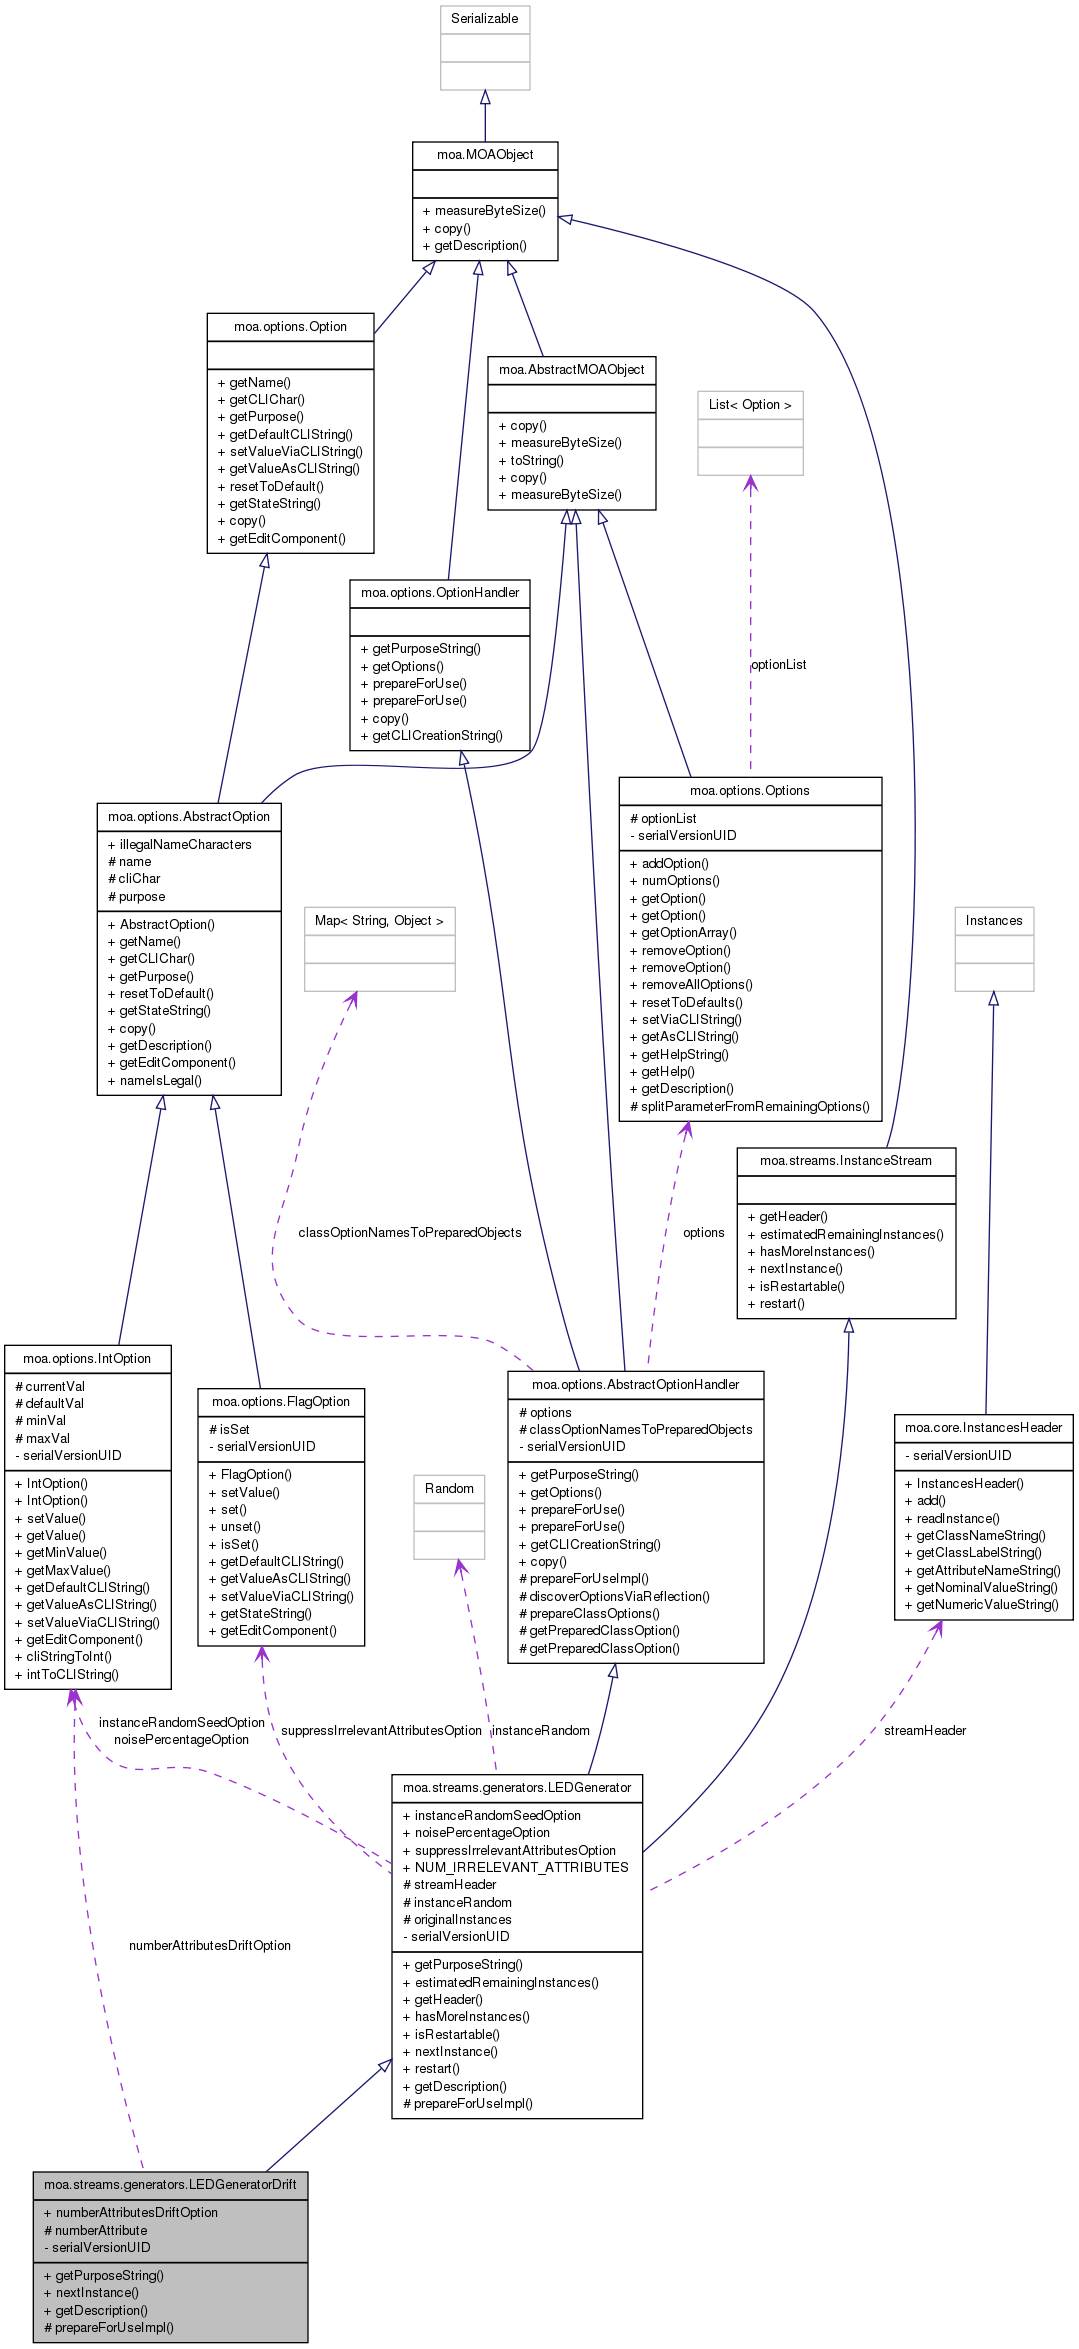 Serializable
moa.MOAObject
+ measureByteSize()
+ copy()
+ getDescription()
moa.options.Option
+ getName()
+ getCLIChar()
+ getPurpose()
+ getDefaultCLIString()
+ setValueViaCLIString()
+ getValueAsCLIString()
+ resetToDefault()
+ getStateString()
+ copy()
+ getEditComponent()
moa.AbstractMOAObject
+ copy()
+ measureByteSize()
+ toString()
+ copy()
+ measureByteSize()
List< Option >
moa.options.OptionHandler
+ getPurposeString()
+ getOptions()
+ prepareForUse()
+ prepareForUse()
+ copy()
+ getCLICreationString()
optionList
moa.options.Options
# optionList
- serialVersionUID
+ addOption()
+ numOptions()
+ getOption()
+ getOption()
+ getOptionArray()
+ removeOption()
+ removeOption()
+ removeAllOptions()
+ resetToDefaults()
+ setViaCLIString()
+ getAsCLIString()
+ getHelpString()
+ getHelp()
+ getDescription()
# splitParameterFromRemainingOptions()
moa.options.AbstractOption
+ illegalNameCharacters
# name
# cliChar
# purpose
+ AbstractOption()
+ getName()
+ getCLIChar()
+ getPurpose()
+ resetToDefault()
+ getStateString()
+ copy()
+ getDescription()
+ getEditComponent()
+ nameIsLegal()
Map< String, Object >
Instances
moa.streams.InstanceStream
+ getHeader()
+ estimatedRemainingInstances()
+ hasMoreInstances()
+ nextInstance()
+ isRestartable()
+ restart()
classOptionNamesToPreparedObjects
options
moa.options.IntOption
# currentVal
# defaultVal
# minVal
# maxVal
- serialVersionUID
+ IntOption()
+ IntOption()
+ setValue()
+ getValue()
+ getMinValue()
+ getMaxValue()
+ getDefaultCLIString()
+ getValueAsCLIString()
+ setValueViaCLIString()
+ getEditComponent()
+ cliStringToInt()
+ intToCLIString()
moa.options.FlagOption
# isSet
- serialVersionUID
+ FlagOption()
+ setValue()
+ set()
+ unset()
+ isSet()
+ getDefaultCLIString()
+ getValueAsCLIString()
+ setValueViaCLIString()
+ getStateString()
+ getEditComponent()
Random
moa.options.AbstractOptionHandler
# options
# classOptionNamesToPreparedObjects
- serialVersionUID
+ getPurposeString()
+ getOptions()
+ prepareForUse()
+ prepareForUse()
+ getCLICreationString()
+ copy()
# prepareForUseImpl()
# discoverOptionsViaReflection()
# prepareClassOptions()
# getPreparedClassOption()
# getPreparedClassOption()
moa.core.InstancesHeader
- serialVersionUID
+ InstancesHeader()
+ add()
+ readInstance()
+ getClassNameString()
+ getClassLabelString()
+ getAttributeNameString()
+ getNominalValueString()
+ getNumericValueString()
instanceRandomSeedOption
noisePercentageOption
suppressIrrelevantAttributesOption
instanceRandom
streamHeader
moa.streams.generators.LEDGenerator
+ instanceRandomSeedOption
+ noisePercentageOption
+ suppressIrrelevantAttributesOption
+ NUM_IRRELEVANT_ATTRIBUTES
# streamHeader
# instanceRandom
# originalInstances
- serialVersionUID
+ getPurposeString()
+ estimatedRemainingInstances()
+ getHeader()
+ hasMoreInstances()
+ isRestartable()
+ nextInstance()
+ restart()
+ getDescription()
# prepareForUseImpl()
numberAttributesDriftOption
moa.streams.generators.LEDGeneratorDrift
+ numberAttributesDriftOption
# numberAttribute
- serialVersionUID
+ getPurposeString()
+ nextInstance()
+ getDescription()
# prepareForUseImpl()